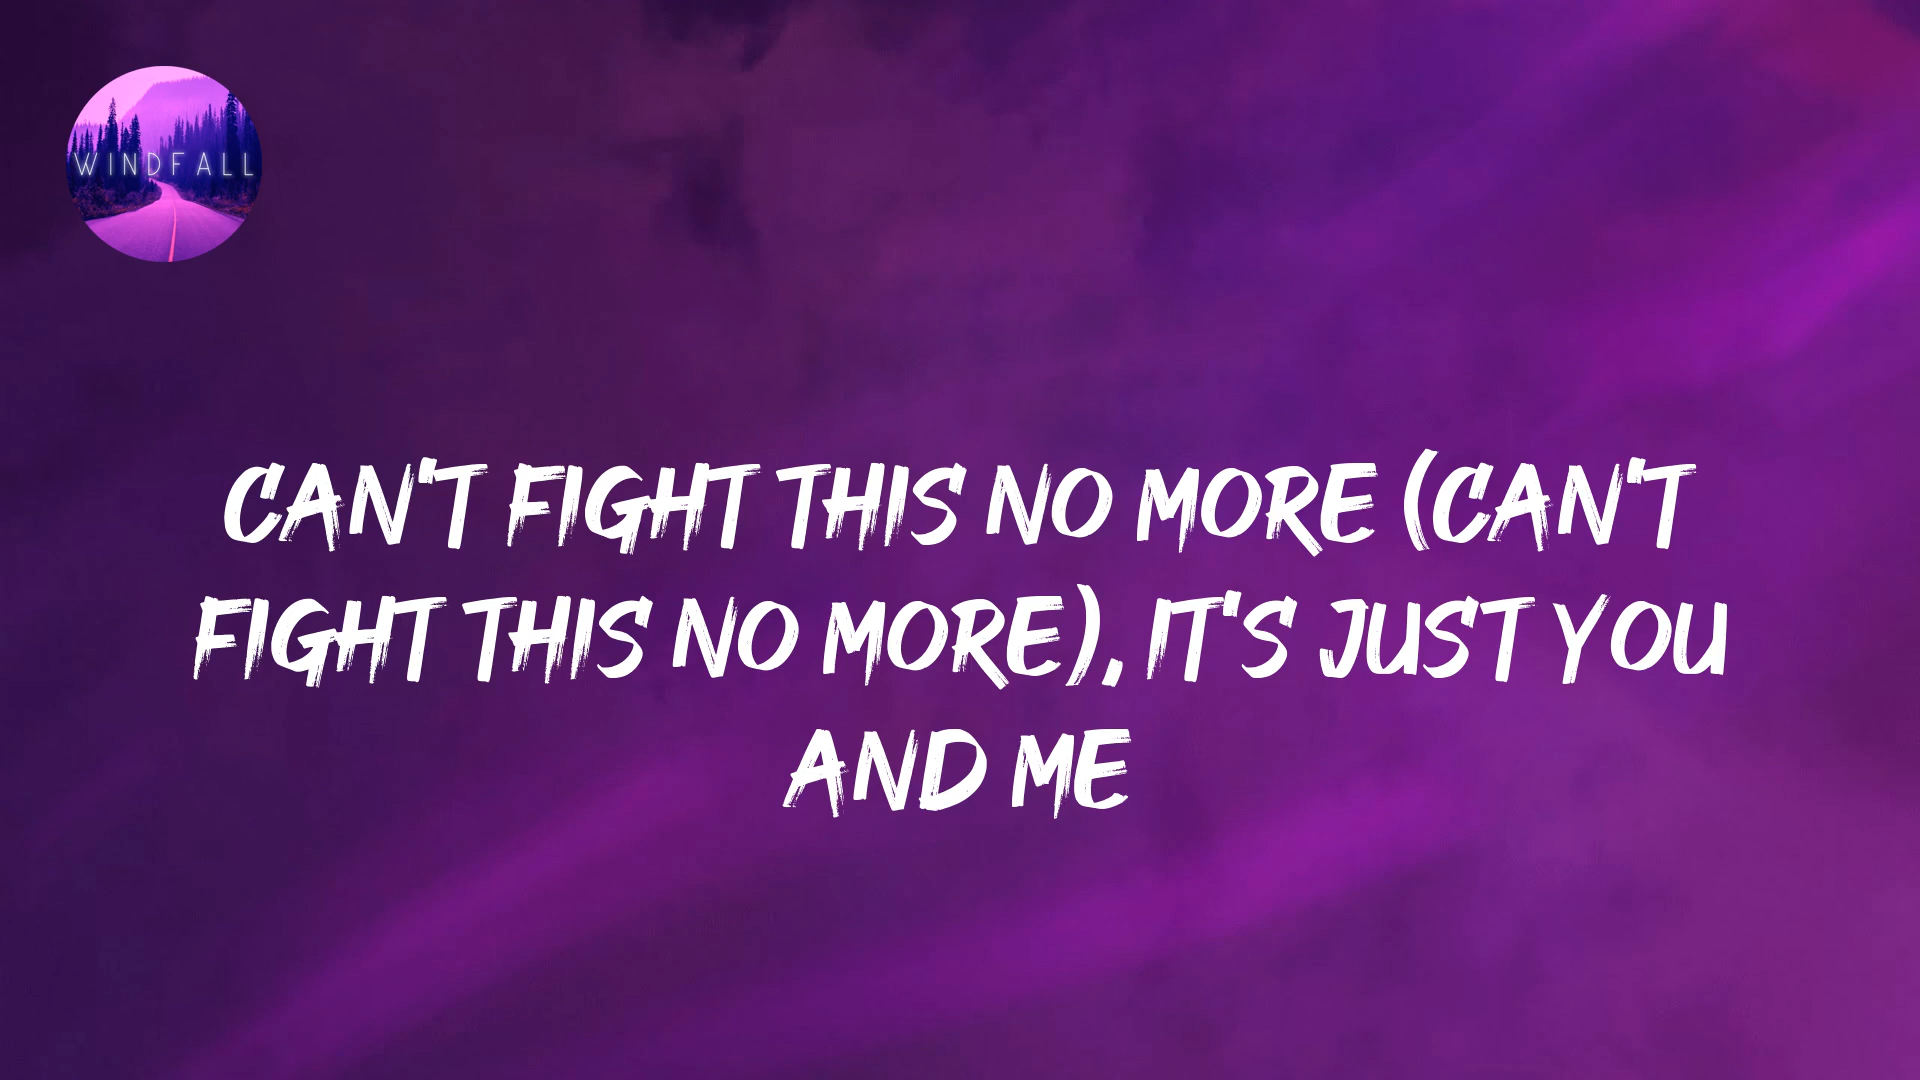 WINDFALL
CAN'T FIGHT THIS NO MORE (CAN'T
FIGHT THIS NO MORE), IT'S JUST YOU
AND ME